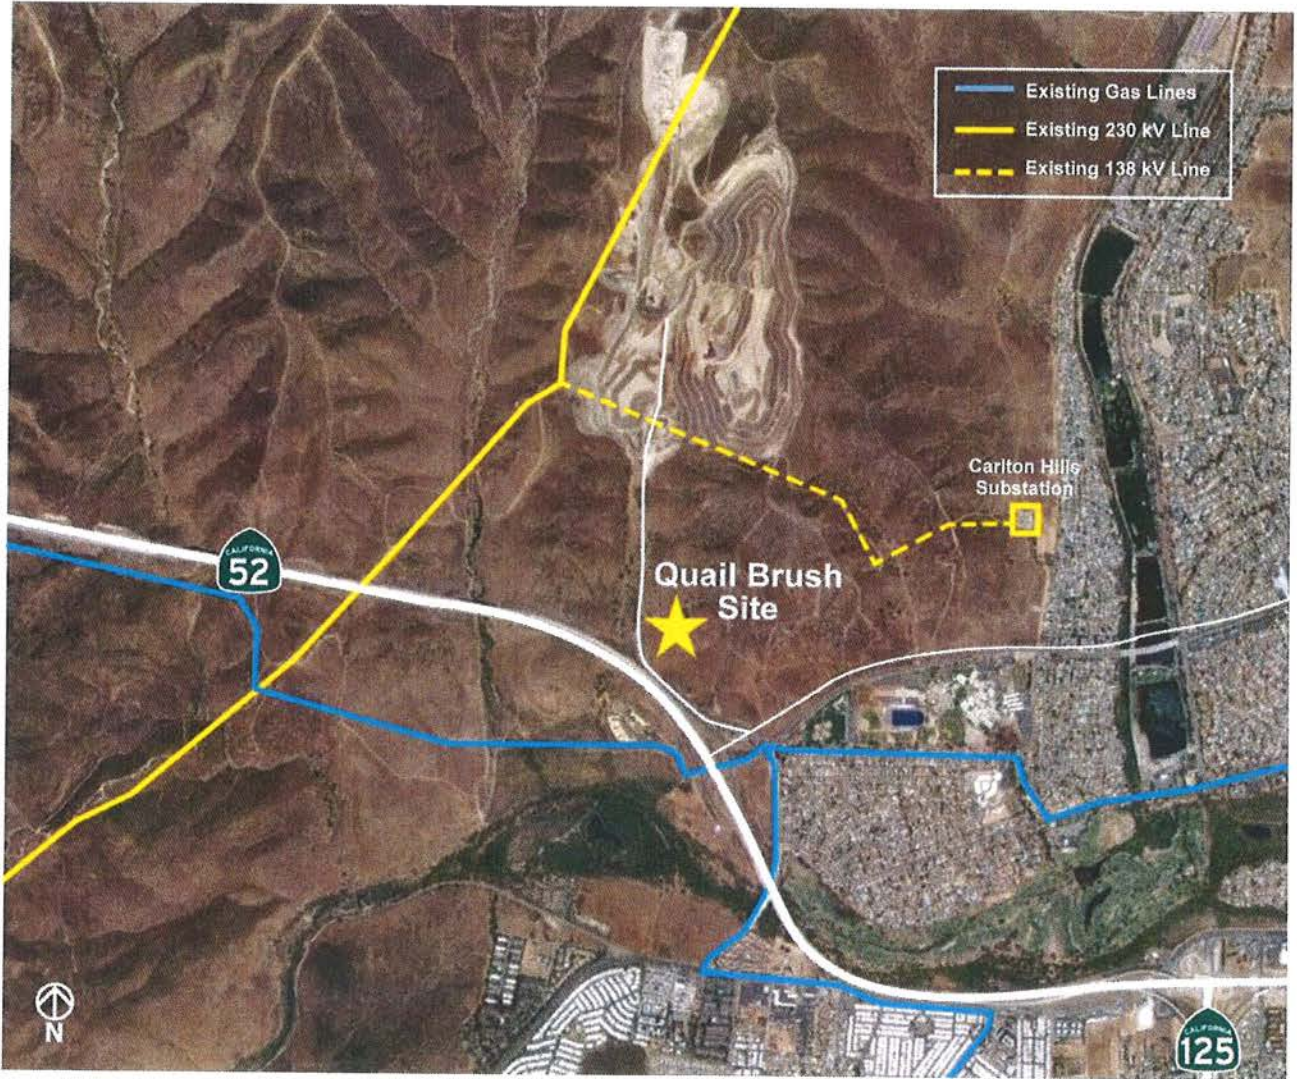 Existing Gas Lines
Existing 230 kV Line
Existing 138 kV Line
Carlton Hills
Substation
CALIFORNIA
52
Quail Brush
Site
N
CALIFORNIA
125